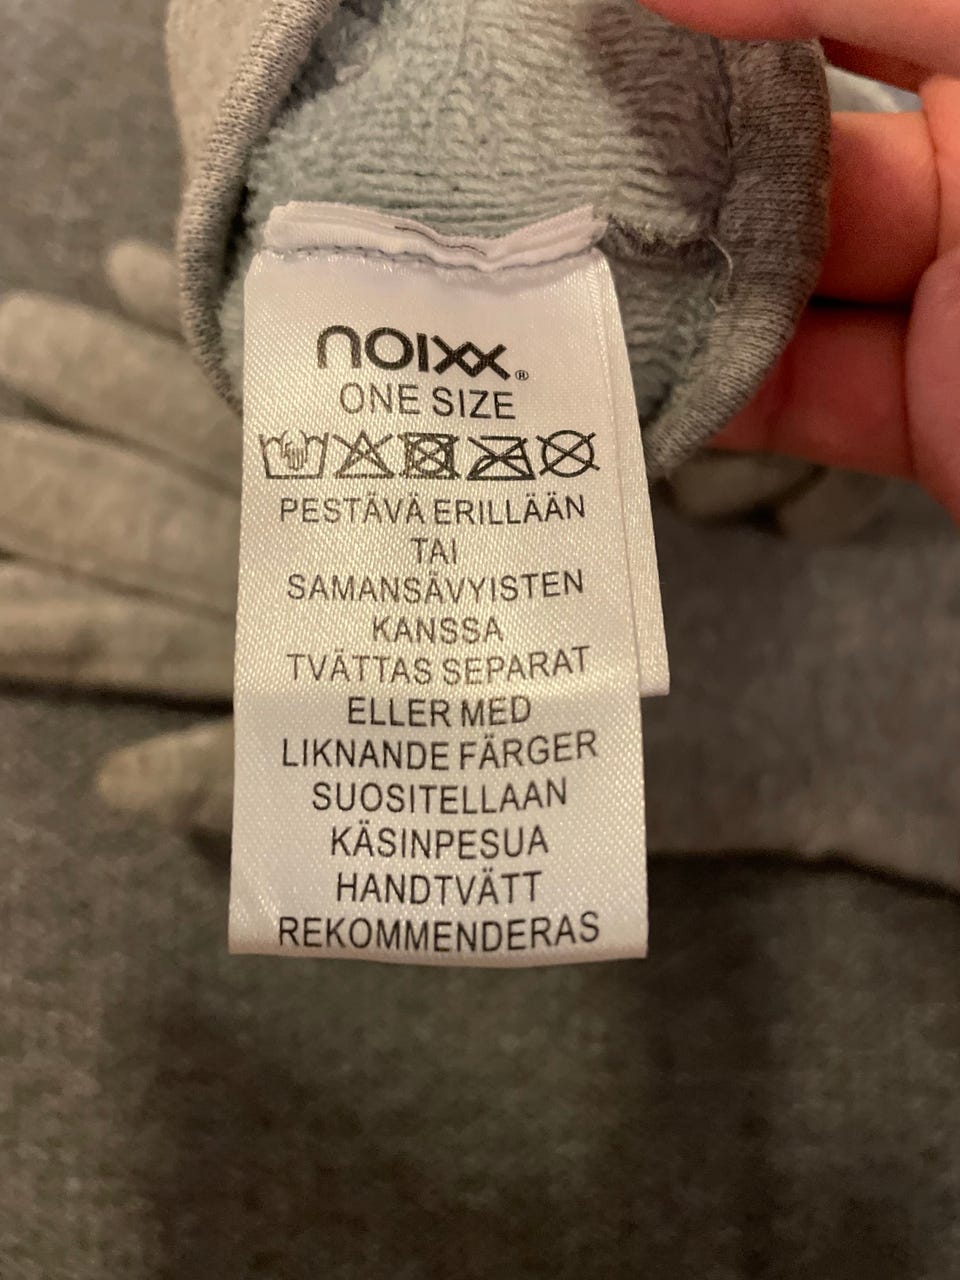 NOIXX®
ONE SIZE
PESTÄVÄ ERILLÄÄN
TAI
SAMANSÄVYISTEN
KANSSA
TVÄTTAS SEPARAT
ELLER MED
LIKNANDE FÄRGER
SUOSITELLAAN
KÄSINPESUA
HANDTVÄTT
REKOMMENDERAS